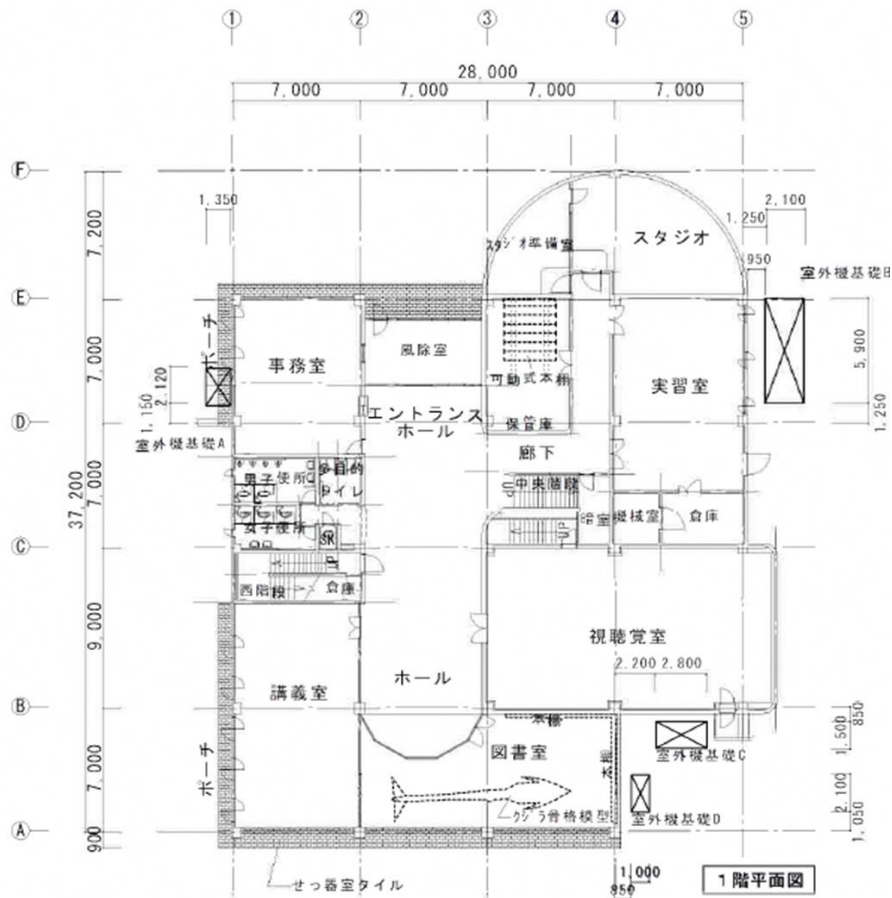 ① ② ③ ④ ⑤
28,000
7,000 7,000 7,000 7,000
Ⓕ
1,350
2,100
1,250
7,200
スタジオ準備室
スタジオ
950
室外機基礎B
Ⓔ
ポーチ
風除室
事務室
7,000
2,120
5,900
可動式本棚
実習室
エントランス
ホール
1,150
1,250
Ⓓ
保管庫
室外機基礎A
廊下
男子便所
多目的
トイレ
中央階段
UP
37,200
7,000
機械室
倉庫
女子便所
SK
UP
Ⓒ
UP
西階段
倉庫
9,000
視聴覚室
2,200 2,800
講義室
ホール
Ⓑ
850
本棚
1,500
図書室
本棚
室外機基礎C
ポーチ
7,000
2,100
クジラ骨格模型
室外機基礎D
Ⓐ
1,050
900
せっ器室タイル
1,000
850
1階平面図